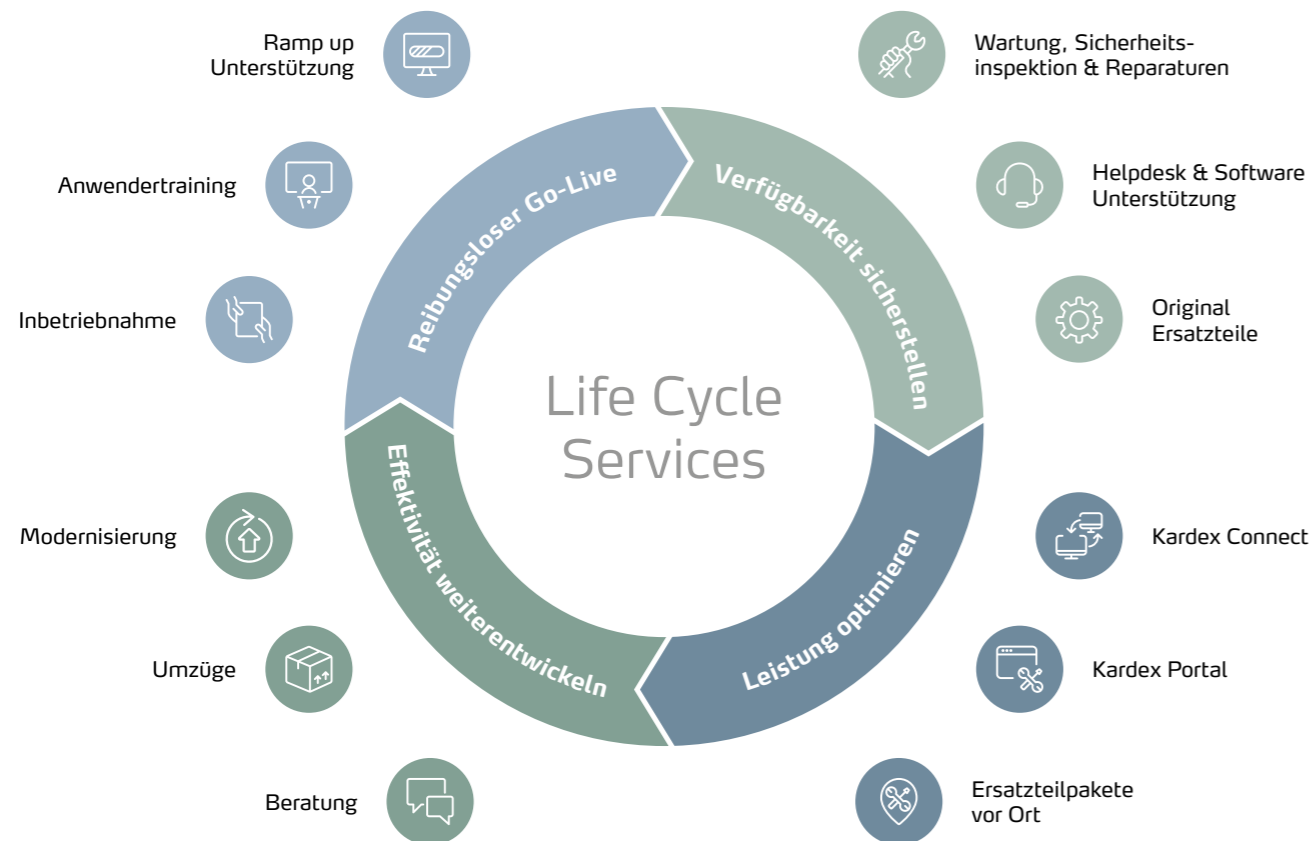 Ramp up
Unterstützung
Anwendertraining
Inbetriebnahme
Modernisierung
Umzüge
Beratung
Reibungsloser Go-Live
Verfügbarkeit sicherstellen
Leistung optimieren
Effektivität weiterentwickeln
Life Cycle
Services
Wartung, Sicherheits-
inspektion & Reparaturen
Helpdesk & Software
Unterstützung
Original
Ersatzteile
Kardex Connect
Kardex Portal
Ersatzteilpakete
vor Ort